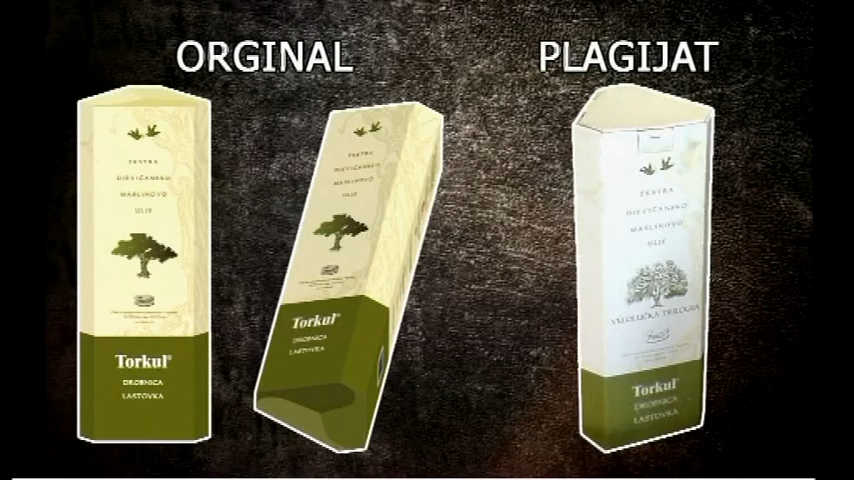 ORGINAL
PLAGIJAT
EKSTRA
DJEVIČANSKO
MASLINOVO
ULJE
Torkul®
DROBNICA
LASTOVKA
EKSTRA
DJEVIČANSKO
MASLINOVO
ULJE
Torkul®
DROBNICA
LASTOVKA
EKSTRA
DJEVIČANSKO
MASLINOVO
ULJE
VELOLUČKA TRILOGIJA
Torkul®
DROBNICA
LASTOVKA